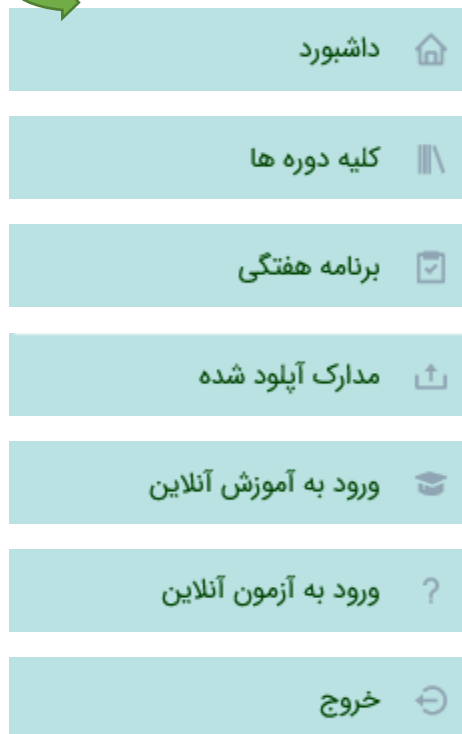 داشبورد
کلیه دوره ها
برنامه هفتگی
مدارک آپلود شده
ورود به آموزش آنلاین
ورود به آزمون آنلاین
خروج